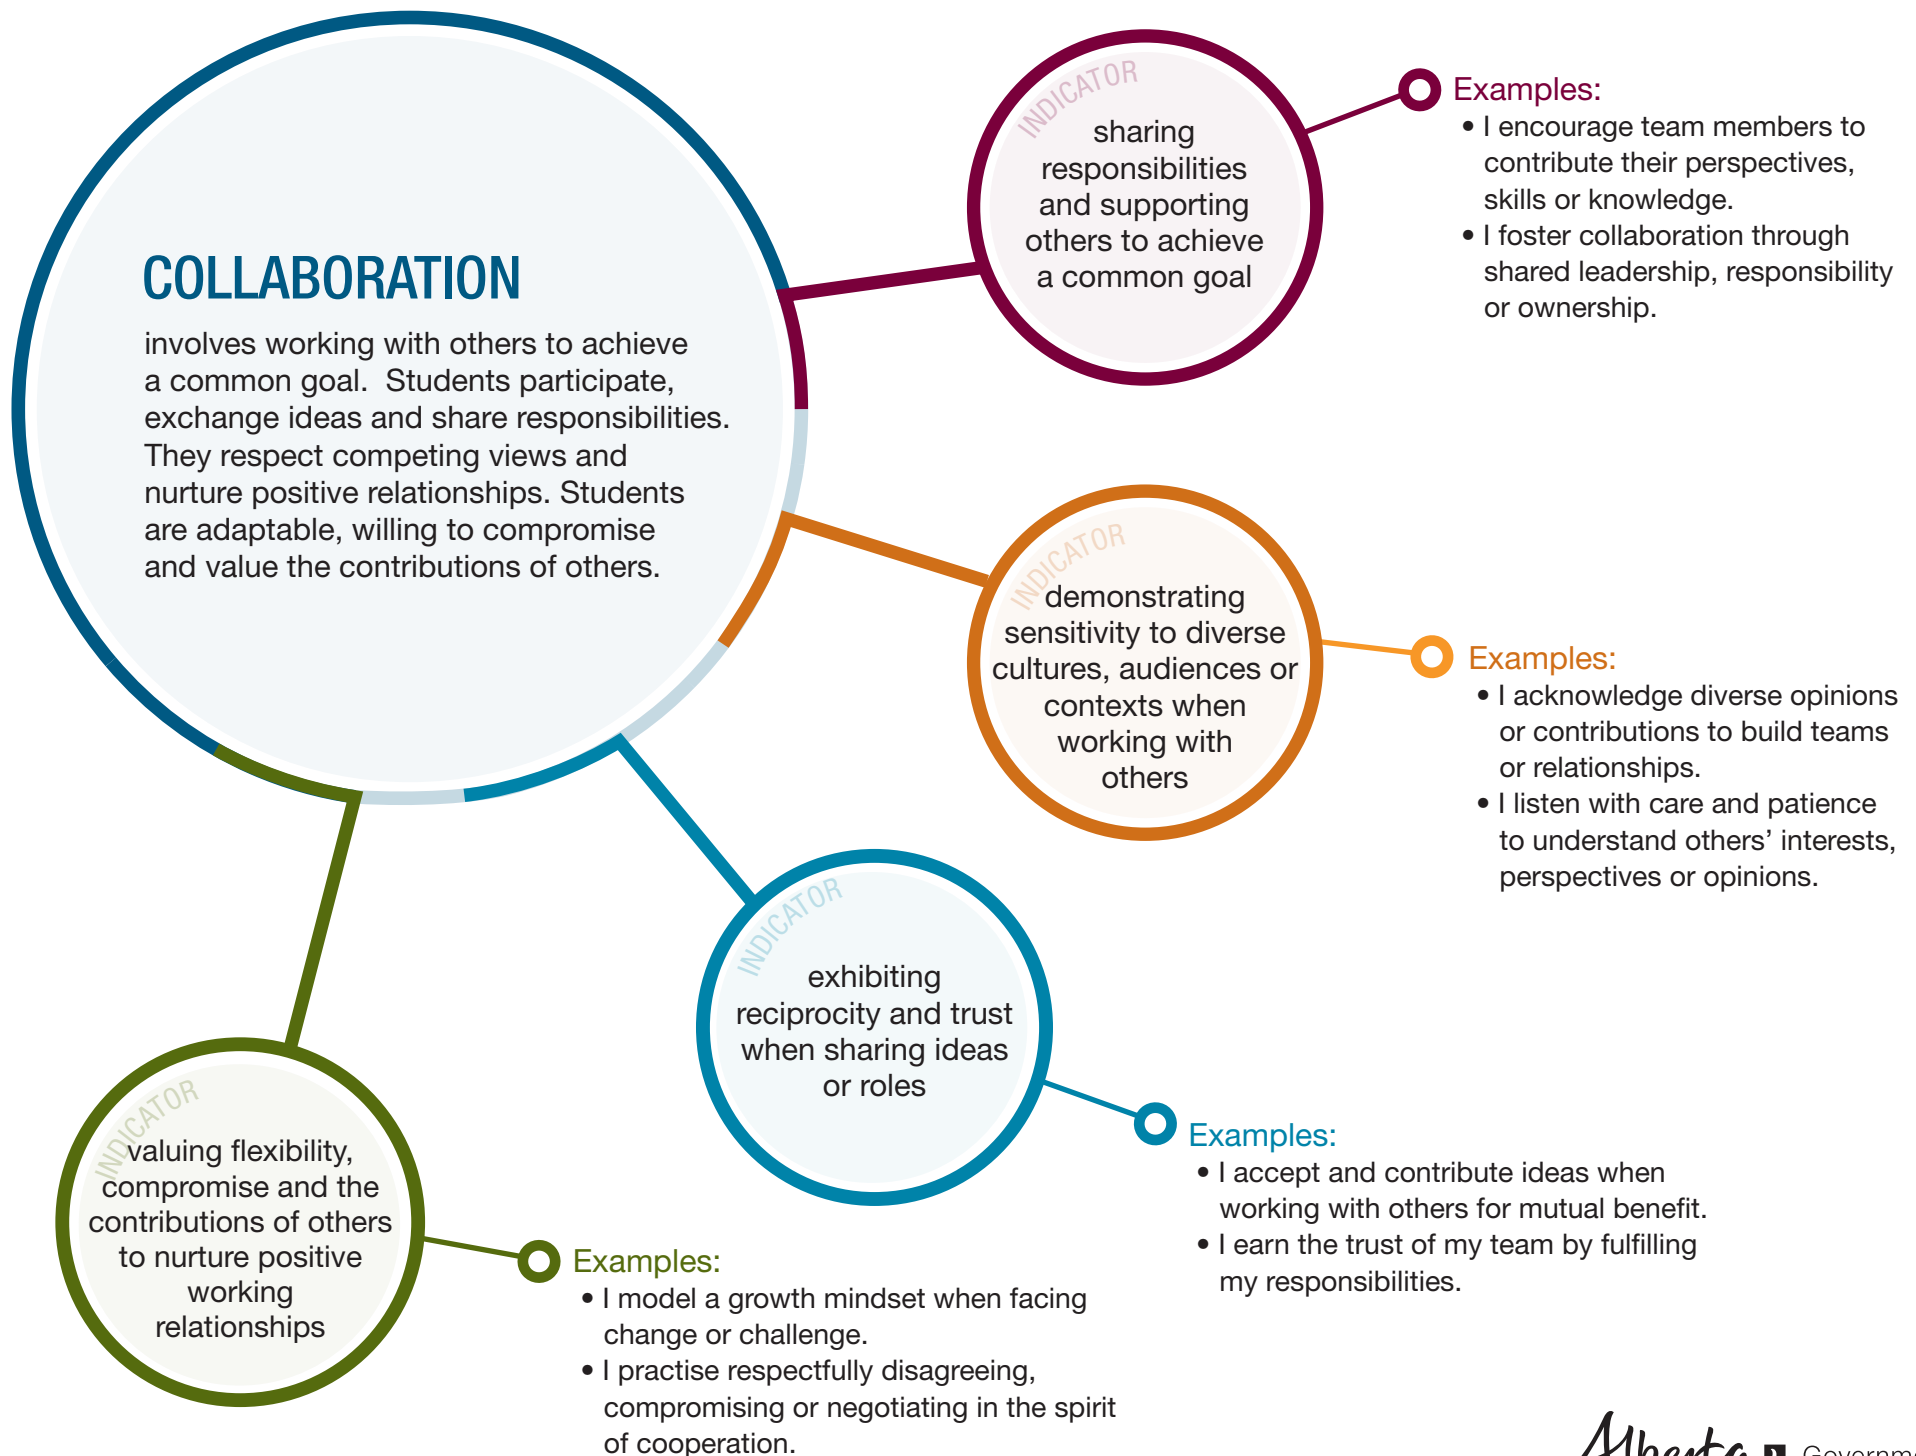 COLLABORATION
involves working with others to achieve
a common goal.  Students participate,
exchange ideas and share responsibilities.
They respect competing views and
nurture positive relationships. Students
are adaptable, willing to compromise
and value the contributions of others.
INDICATOR
sharing
responsibilities
and supporting
others to achieve
a common goal
Examples:
• I encourage team members to
contribute their perspectives,
skills or knowledge.
• I foster collaboration through
shared leadership, responsibility
or ownership.
INDICATOR
demonstrating
sensitivity to diverse
cultures, audiences or
contexts when
working with
others
Examples:
• I acknowledge diverse opinions
or contributions to build teams
or relationships.
• I listen with care and patience
to understand others’ interests,
perspectives or opinions.
INDICATOR
exhibiting
reciprocity and trust
when sharing ideas
or roles
Examples:
• I accept and contribute ideas when
working with others for mutual benefit.
• I earn the trust of my team by fulfilling
my responsibilities.
INDICATOR
valuing flexibility,
compromise and the
contributions of others
to nurture positive
working
relationships
Examples:
• I model a growth mindset when facing
change or challenge.
• I practise respectfully disagreeing,
compromising or negotiating in the spirit
of cooperation.
Alberta